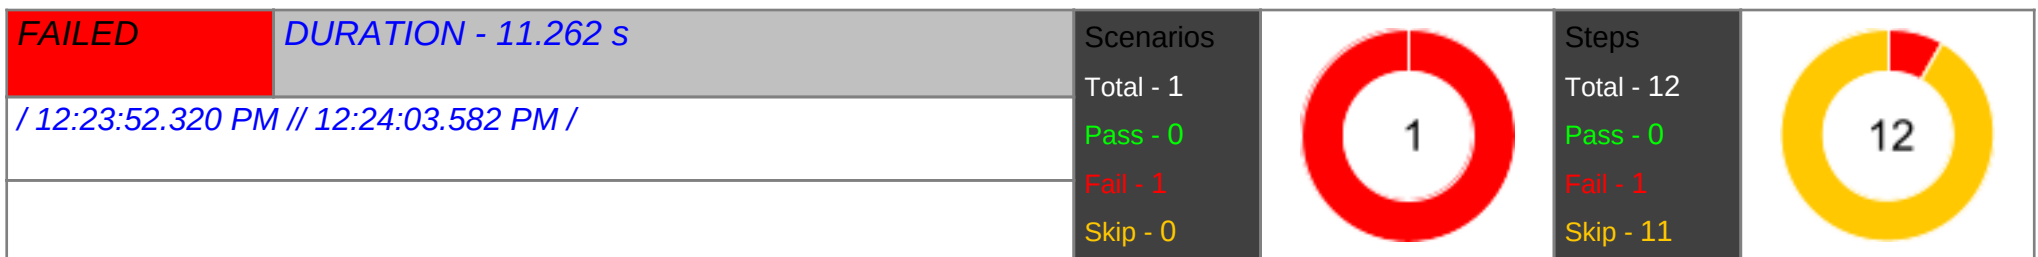 FAILED
DURATION - 11.262 s
/ 12:23:52.320 PM // 12:24:03.582 PM /
Scenarios
Total - 1
Pass - 0
Fail - 1
Skip - 0
1
Steps
Total - 12
Pass - 0
Fail - 1
Skip - 11
12